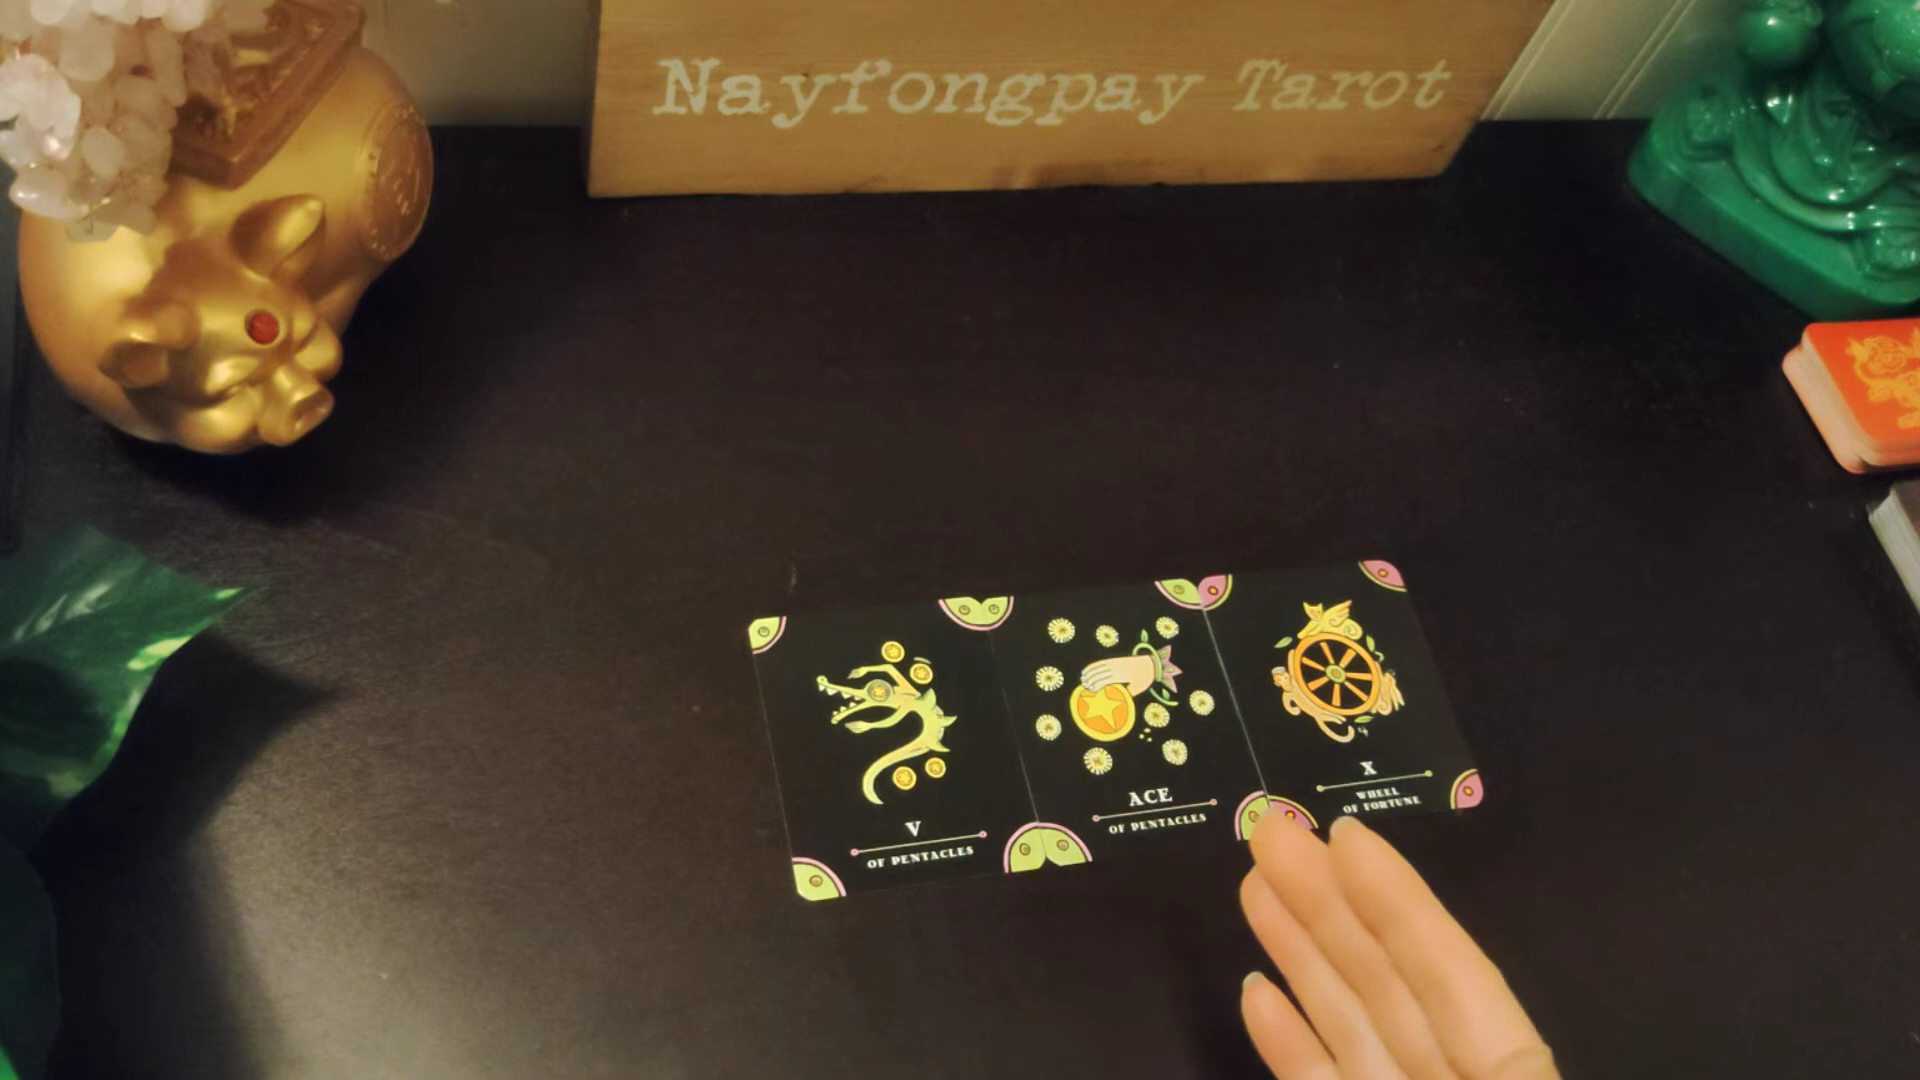 Nayfongpay Tarot
V
OF PENTACLES
ACE
OF PENTACLES
X
WHEEL
OF FORTUNE